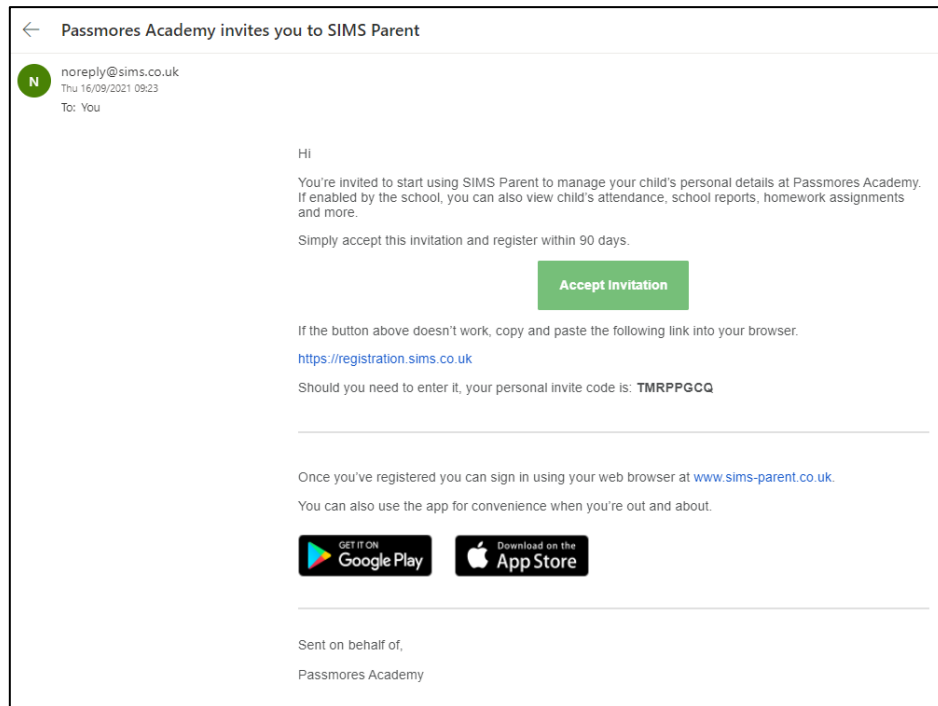 Passmores Academy invites you to SIMS Parent
N
noreply@sims.co.uk
Thu 16/09/2021 09:23
To: You
Hi
You're invited to start using SIMS Parent to manage your child's personal details at Passmores Academy.
If enabled by the school, you can also view child's attendance, school reports, homework assignments
and more.
Simply accept this invitation and register within 90 days.
Accept Invitation
If the button above doesn't work, copy and paste the following link into your browser.
https://registration.sims.co.uk
Should you need to enter it, your personal invite code is: TMRPPGCQ
Once you've registered you can sign in using your web browser at www.sims-parent.co.uk.
You can also use the app for convenience when you're out and about.
GET IT ON
Google Play
Download on the
App Store
Sent on behalf of,
Passmores Academy